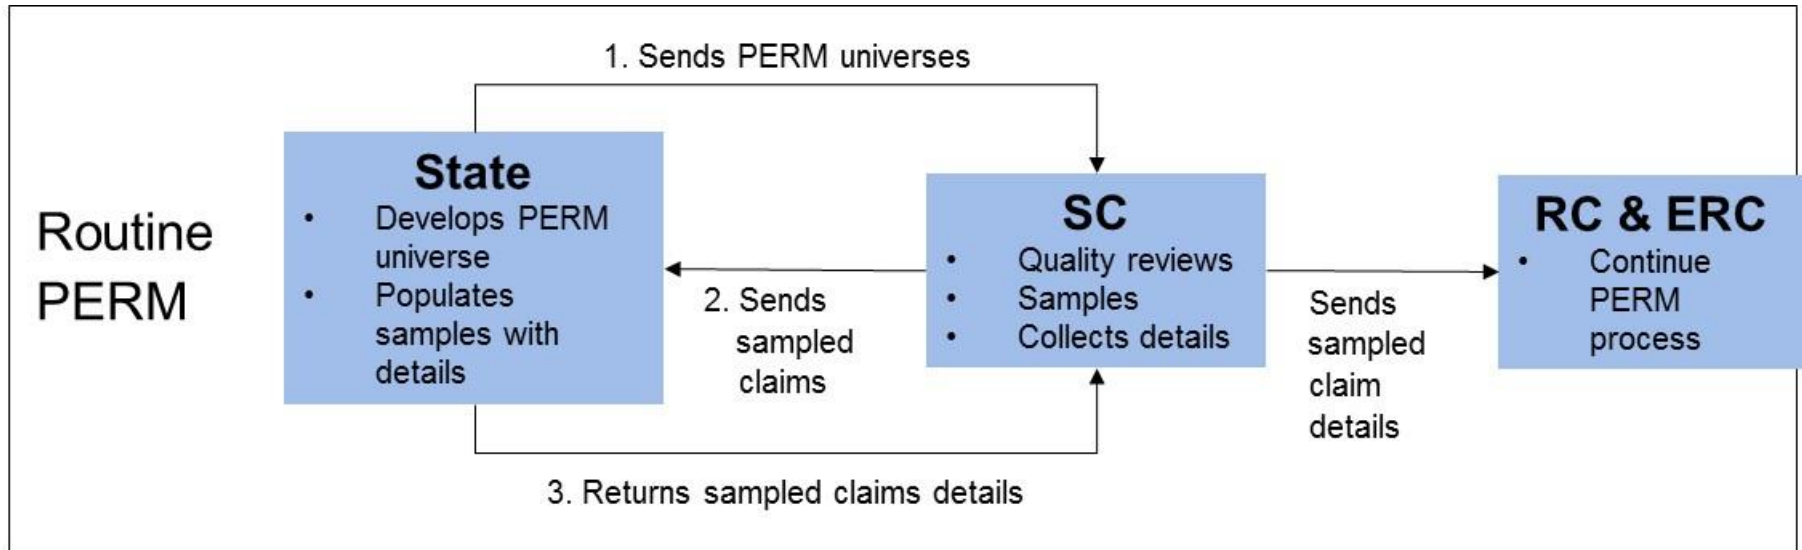 1. Sends PERM universes
Routine
PERM
State
• Develops PERM
universe
• Populates
samples with
details
2. Sends
sampled
claims
SC
• Quality reviews
• Samples
• Collects details
Sends
sampled
claim
details
RC & ERC
• Continue
PERM
process
3. Returns sampled claims details